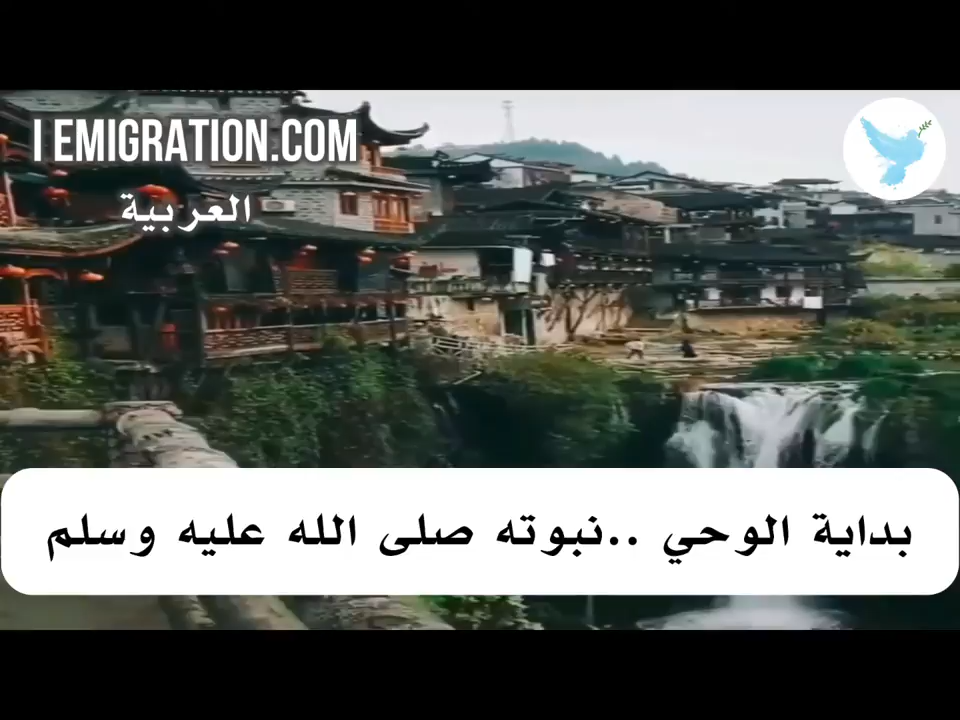 I EMIGRATION.COM
العربية
بداية الوحي ..نبوته صلى الله عليه وسلم